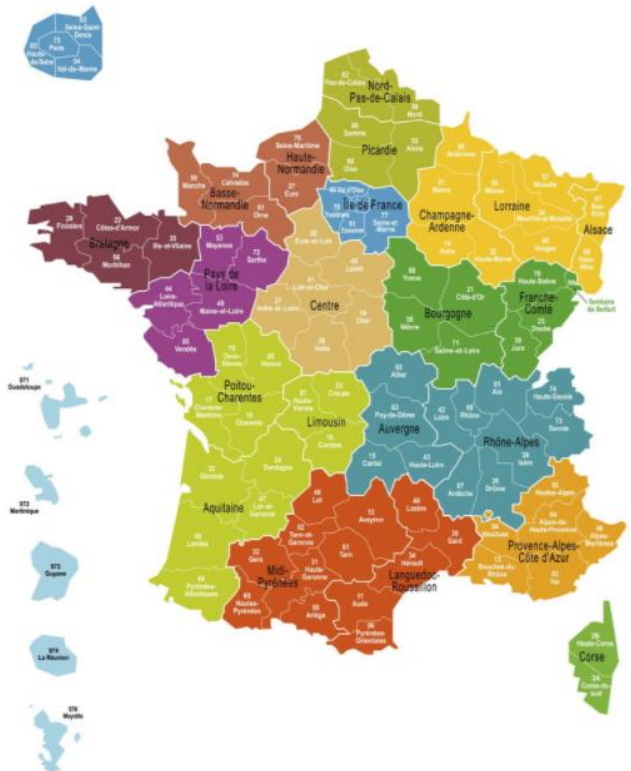 93
Seine-Saint-
Denis
75
Paris
92
Hauts-
de-Seine
94
Val-de-Marne
62
Pas-de-Calais
Nord-
Pas-de-Calais
59
Nord
80
Somme
Picardie
02
Aisne
60
Oise
76
Seine-Maritime
Haute-
Normandie
27
Eure
50
Manche
14
Calvados
Basse-
Normandie
61
Orne
95 Val d'Oise
Île de France
78
Yvelines
91
Essonne
77
Seine-et-
Marne
08
Ardennes
51
Marne
Champagne-
Ardenne
10
Aube
52
Haute-Marne
55
Meuse
57
Moselle
Lorraine
54
Meurthe-et-Moselle
88
Vosges
67
Bas-
Rhin
Alsace
68
Haut-
Rhin
29
Finistère
22
Côtes-d'Armor
Bretagne
35
Ille-et-Vilaine
56
Morbihan
53
Mayenne
72
Sarthe
Pays de
la Loire
44
Loire-
Atlantique
49
Maine-et-Loire
85
Vendée
28
Eure-et-Loir
45
Loiret
41
Loir-et-Cher
Centre
37
Indre-et-Loire
18
Cher
36
Indre
89
Yonne
21
Côte-d'Or
Bourgogne
58
Nièvre
71
Saône-et-Loire
70
Haute-Saône
90
Territoire
de Belfort
Franche-
Comté
25
Doubs
39
Jura
79
Deux-
Sèvres
86
Vienne
Poitou-
Charentes
17
Charente-
Maritime
16
Charente
87
Haute-
Vienne
23
Creuse
Limousin
19
Corrèze
03
Allier
63
Puy-de-Dôme
Auvergne
15
Cantal
43
Haute-Loire
42
Loire
69
Rhône
01
Ain
74
Haute-Savoie
73
Savoie
Rhône-Alpes
38
Isère
07
Ardèche
26
Drôme
33
Gironde
24
Dordogne
Aquitaine
47
Lot-et-
Garonne
40
Landes
64
Pyrénées-
Atlantiques
46
Lot
12
Aveyron
82
Tarn-et-
Garonne
32
Gers
81
Tarn
31
Haute-
Garonne
Midi-
Pyrénées
65
Hautes-
Pyrénées
09
Ariège
48
Lozère
30
Gard
34
Hérault
Languedoc-
Roussillon
11
Aude
66
Pyrénées-
Orientales
05
Hautes-Alpes
84
Vaucluse
04
Alpes-de-
Haute-Provence
06
Alpes-
Maritimes
Provence-Alpes-
Côte d'Azur
13
Bouches-du-
Rhône
83
Var
2B
Haute-Corse
Corse
2A
Corse-du-
sud
971
Guadeloupe
972
Martinique
973
Guyane
974
La Réunion
976
Mayotte